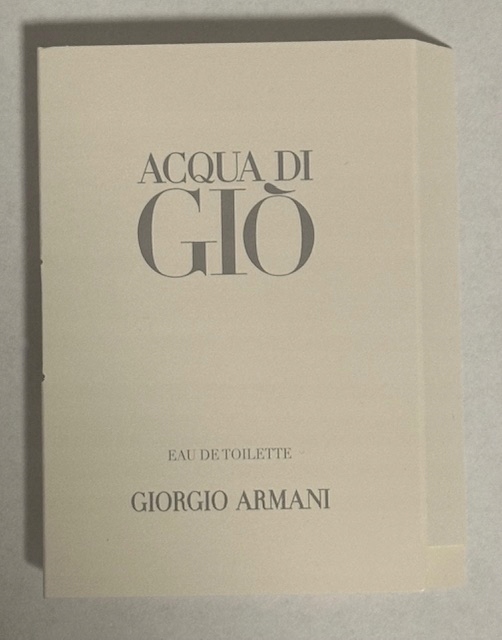 ACQUA DI
GIÒ
EAU DE TOILETTE
GIORGIO ARMANI